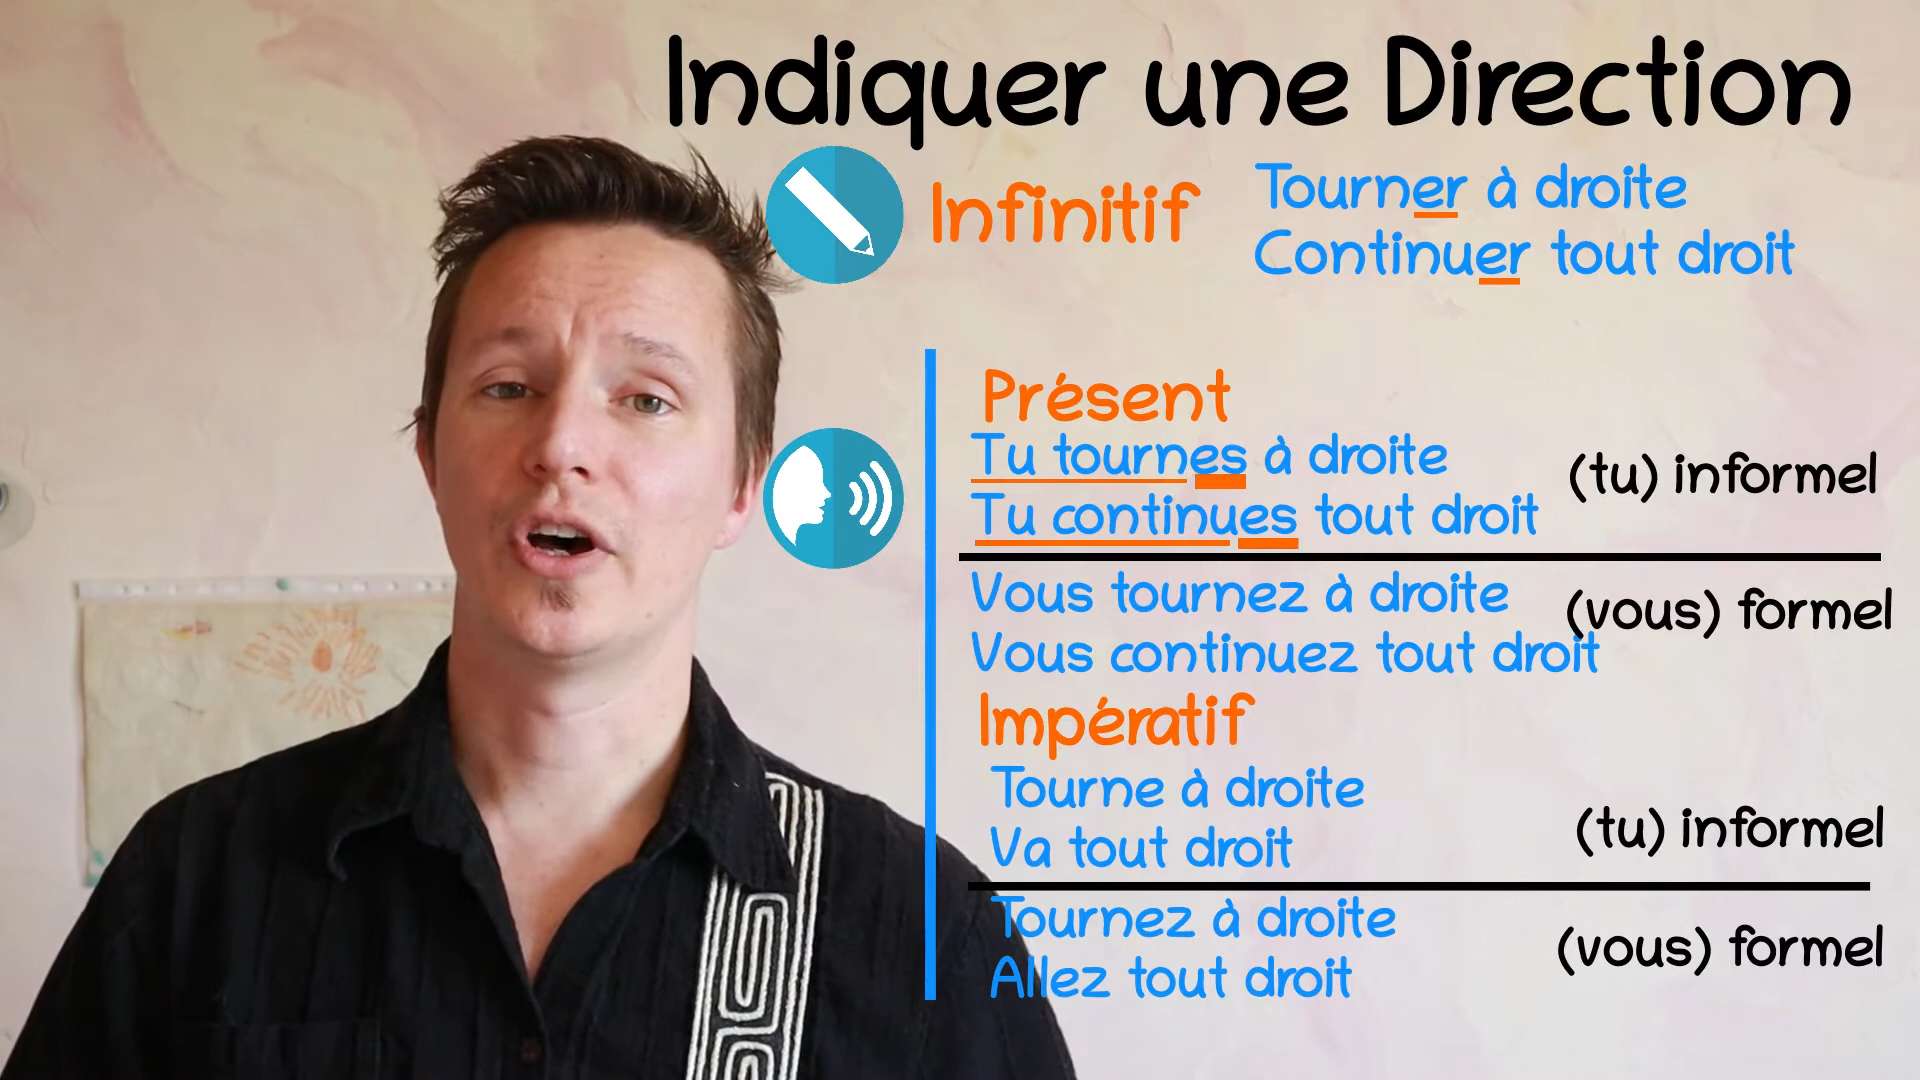 Indiquer une Direction
Infinitif
Tourner à droite
Continuer tout droit
Présent
Tu tournes à droite
Tu continues tout droit
(tu) informel
Vous tournez à droite
Vous continuez tout droit
(vous) formel
Impératif
Tourne à droite
Va tout droit
(tu) informel
Tournez à droite
Allez tout droit
(vous) formel